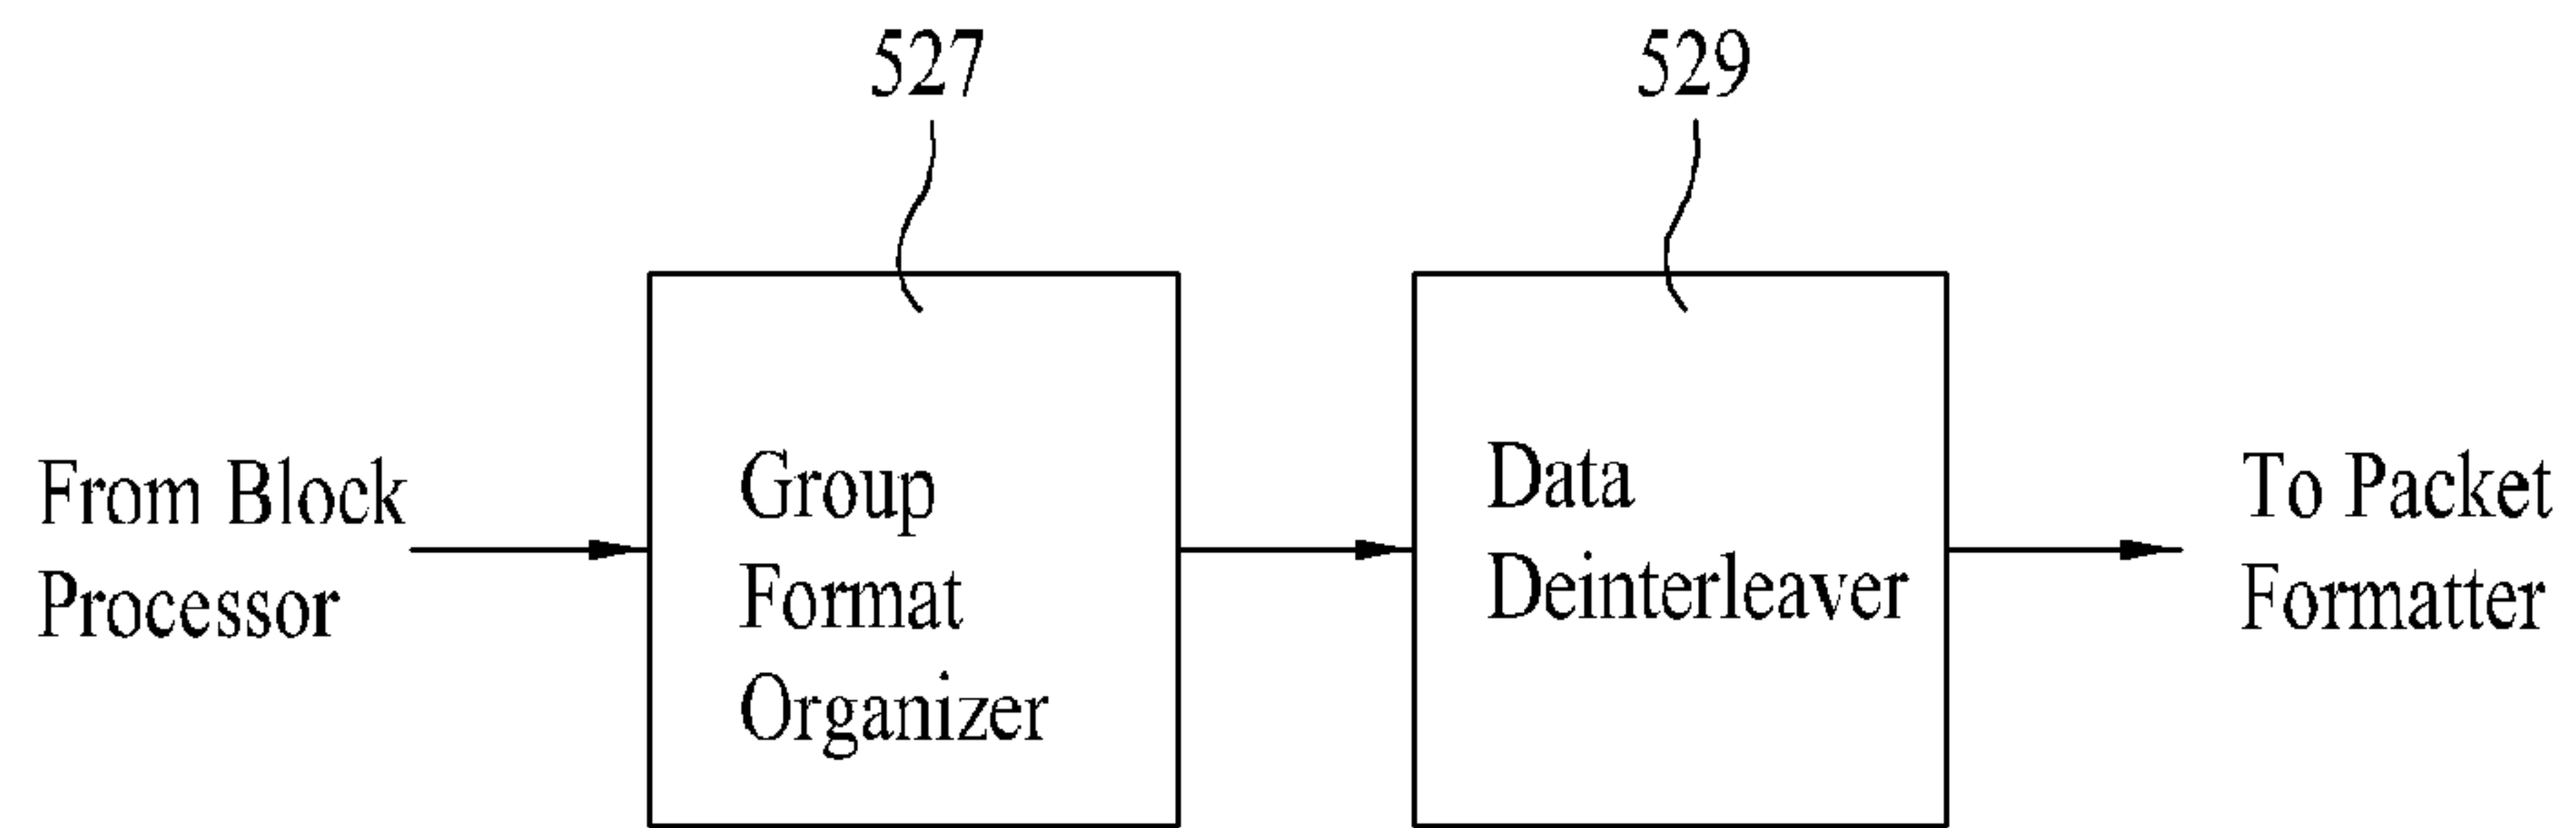 527
529
From Block
Processor
Group
Format
Organizer
Data
Deinterleaver
To Packet
Formatter